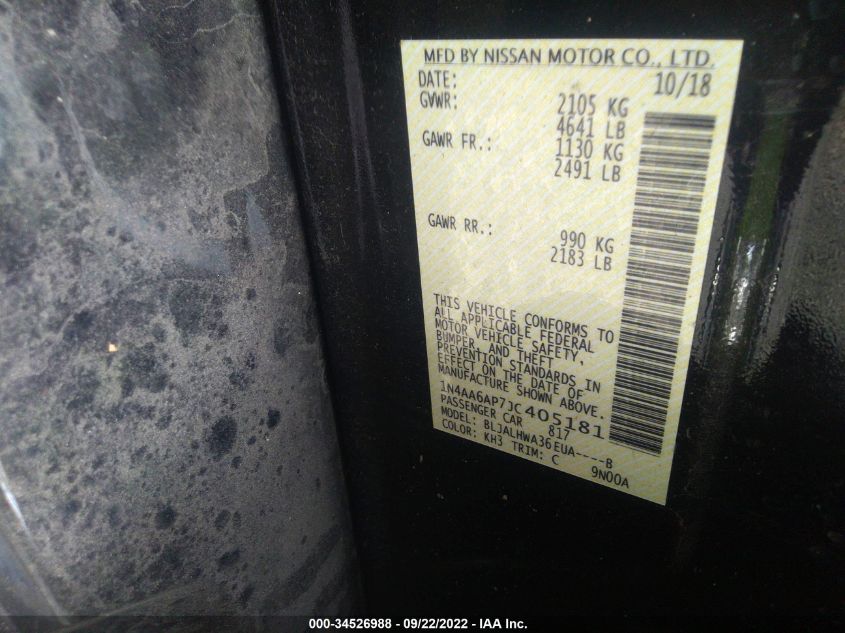 MFD BY NISSAN MOTOR CO., LTD.
DATE: 10/18
GVWR: 2105 KG
4641 LB
GAWR FR.: 1130 KG
2491 LB
GAWR RR.: 990 KG
2183 LB
THIS VEHICLE CONFORMS TO
ALL APPLICABLE FEDERAL
MOTOR VEHICLE SAFETY,
BUMPER, AND THEFT
PREVENTION STANDARDS IN
EFFECT ON THE DATE OF
MANUFACTURE SHOWN ABOVE.
1N4AA6AP7JC405181
PASSENGER CAR 817
MODEL: BLJALHWA36EUA----B
COLOR: KH3 TRIM: C 9N00A
000-34526988 - 09/22/2022 - IAA Inc.